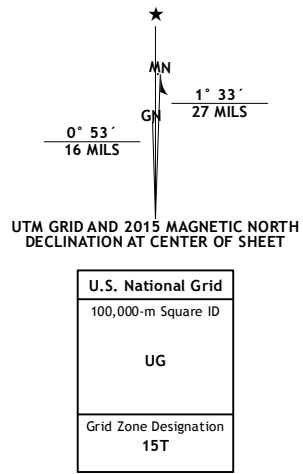 ★
MN
1° 33´
27 MILS
GN
0° 53´
16 MILS
UTM GRID AND 2015 MAGNETIC NORTH
DECLINATION AT CENTER OF SHEET
U.S. National Grid
100,000-m Square ID
UG
Grid Zone Designation
15T